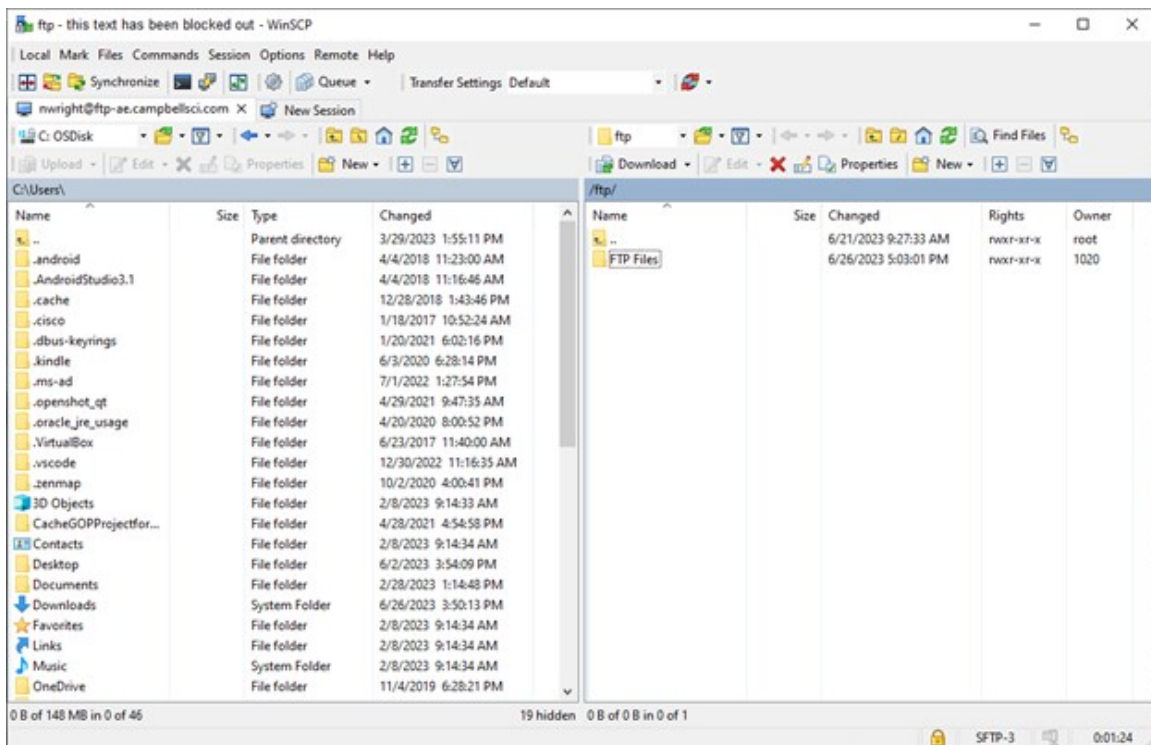 ftp - this text has been blocked out - WinSCP
Local Mark Files Commands Session Options Remote Help
Synchronize Queue Transfer Settings Default
nwright@ftp-ae.campbellsci.com New Session
C: OSDisk ftp Find Files
Upload Edit Properties New Download Edit Properties New
C:\Users\ /ftp/
Name Size Type Changed Name Size Changed Rights Owner
.. Parent directory 3/29/2023 1:55:11 PM .. 6/21/2023 9:27:33 AM rwxr-xr-x root
.android File folder 4/4/2018 11:23:00 AM FTP Files 6/26/2023 5:03:01 PM rwxr-xr-x 1020
.AndroidStudio3.1 File folder 4/4/2018 11:16:46 AM
.cache File folder 12/28/2018 1:43:46 PM
.cisco File folder 1/18/2017 10:52:24 AM
.dbus-keyrings File folder 1/20/2021 6:02:16 PM
.kindle File folder 6/3/2020 6:28:14 PM
.ms-ad File folder 7/1/2022 1:27:54 PM
.openshot_qt File folder 4/29/2021 9:47:35 AM
.oracle_jre_usage File folder 4/20/2020 8:00:52 PM
.VirtualBox File folder 6/23/2017 11:40:00 AM
.vscode File folder 12/30/2022 11:16:35 AM
.zenmap File folder 10/2/2020 4:00:41 PM
3D Objects File folder 2/8/2023 9:14:33 AM
CacheGOPProjectfor... File folder 4/28/2021 4:54:58 PM
Contacts File folder 2/8/2023 9:14:34 AM
Desktop File folder 6/2/2023 3:54:09 PM
Documents File folder 2/28/2023 1:14:48 PM
Downloads System Folder 6/26/2023 3:50:13 PM
Favorites File folder 2/8/2023 9:14:34 AM
Links File folder 2/8/2023 9:14:34 AM
Music System Folder 2/8/2023 9:14:34 AM
OneDrive File folder 11/4/2019 6:28:21 PM
0 B of 148 MB in 0 of 46 19 hidden 0 B of 0 B in 0 of 1
SFTP-3 0:01:24